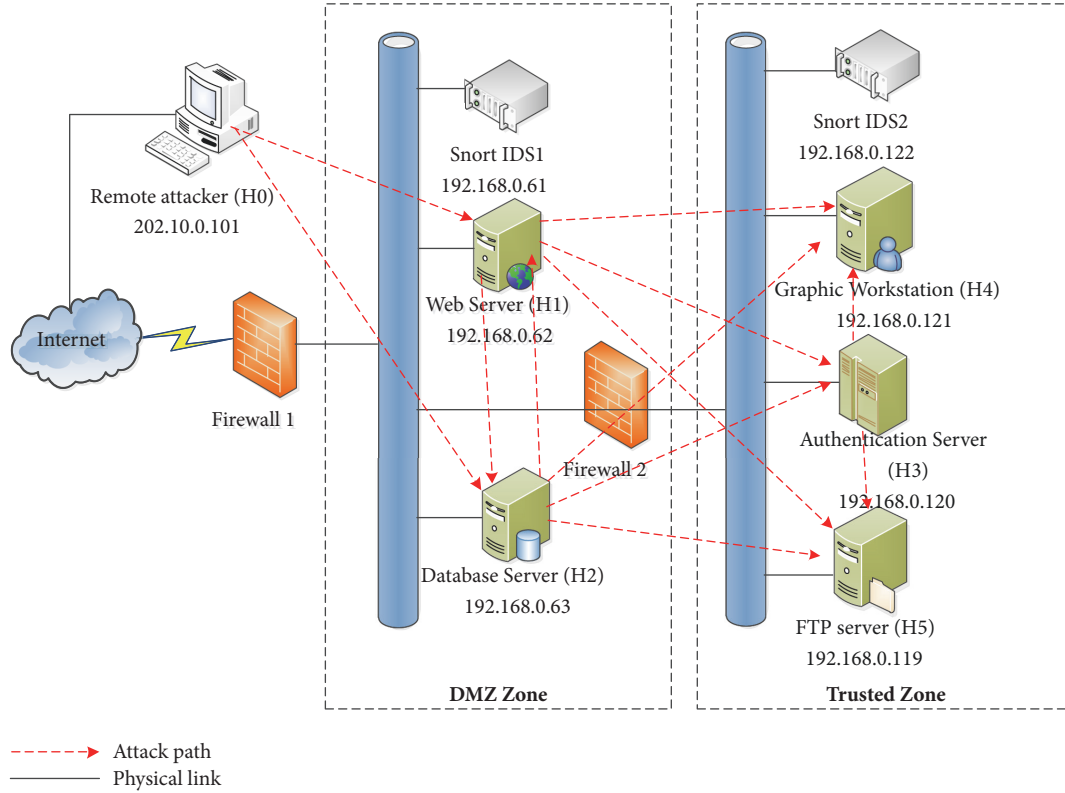 Remote attacker (H0)
202.10.0.101
Internet
Firewall 1
Snort IDS1
192.168.0.61
Web Server (H1)
192.168.0.62
Firewall 2
Database Server (H2)
192.168.0.63
DMZ Zone
Snort IDS2
192.168.0.122
Graphic Workstation (H4)
192.168.0.121
Authentication Server
(H3)
192.168.0.120
FTP server (H5)
192.168.0.119
Trusted Zone
Attack path
Physical link